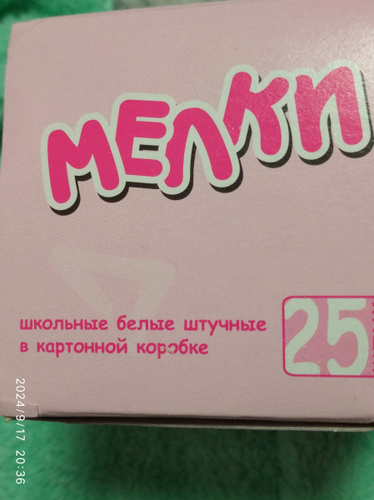 МЕЛКИ
школьные белые штучные
в картонной коробке
25
2024/9/17 20:36